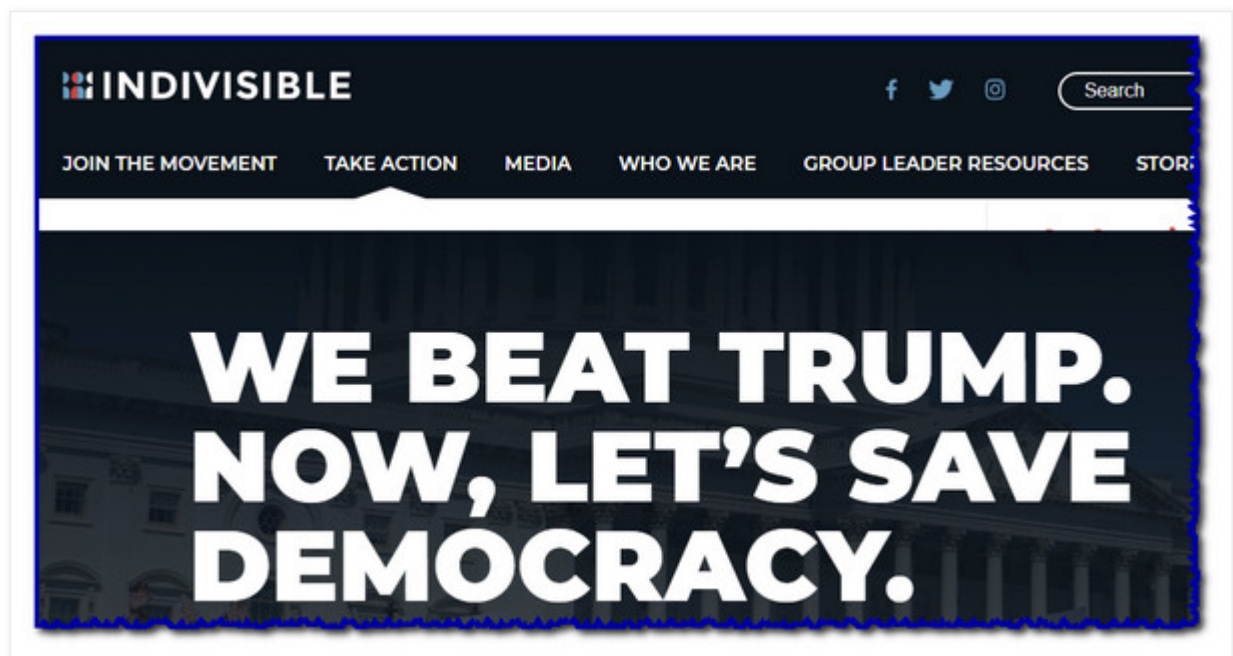 INDIVISIBLE
Search
JOIN THE MOVEMENT TAKE ACTION MEDIA WHO WE ARE GROUP LEADER RESOURCES
WE BEAT TRUMP.
NOW, LET’S SAVE
DEMOCRACY.